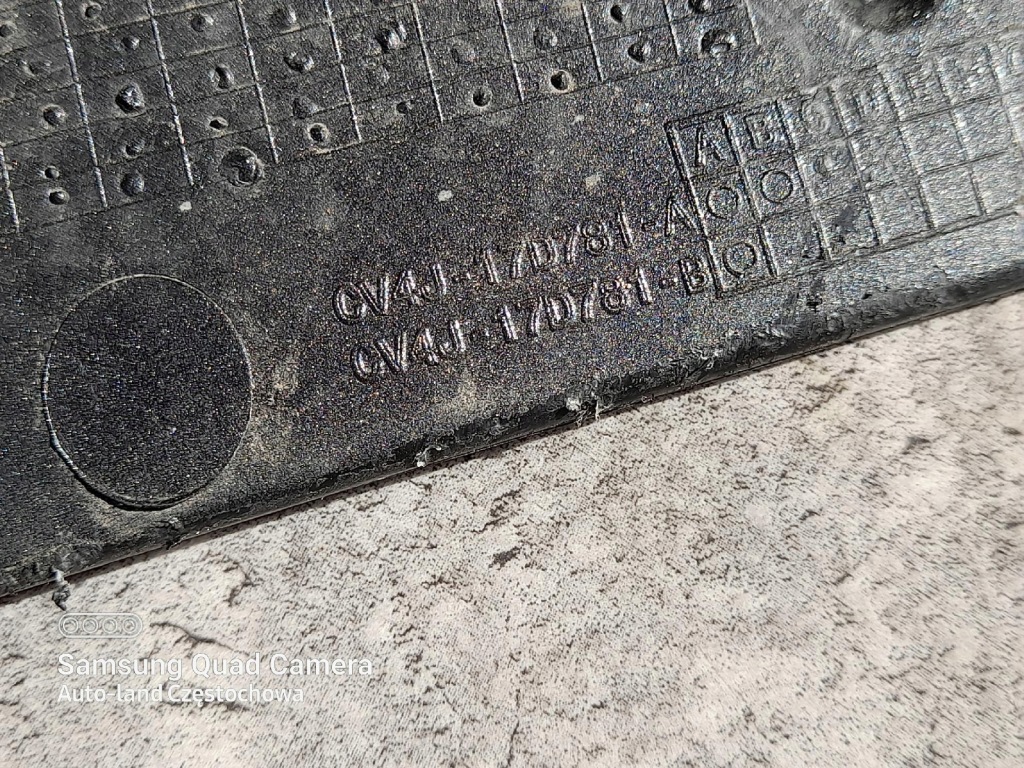 A B C D E F G
CV4J-17D781-A
CV4J-17D781-B
Samsung Quad Camera
Auto-land Częstochowa